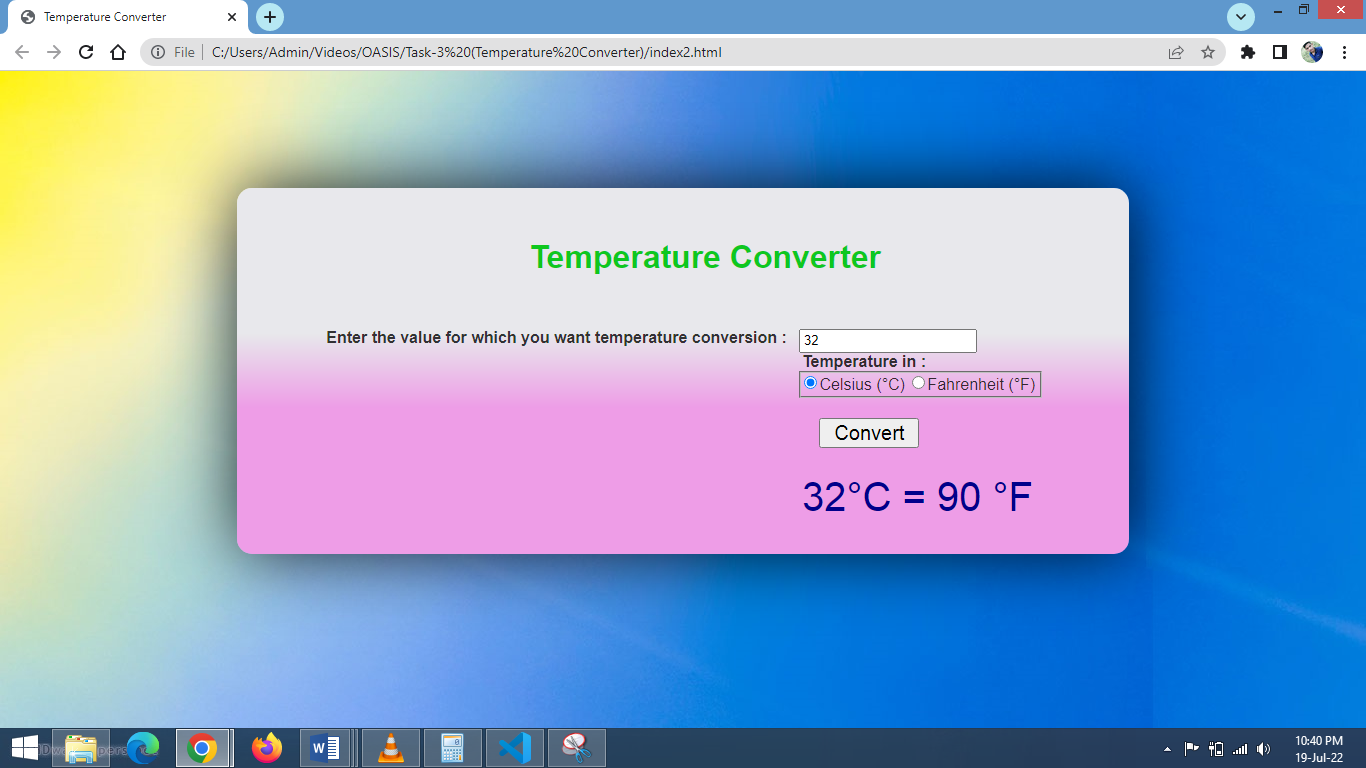 Temperature Converter
File
C:/Users/Admin/Videos/OASIS/Task-3%20(Temperature%20Converter)/index2.html
Temperature Converter
Enter the value for which you want temperature conversion : 32
Temperature in :
Celsius (°C) Fahrenheit (°F)
Convert
32°C = 90 °F
10:40 PM
19-Jul-22